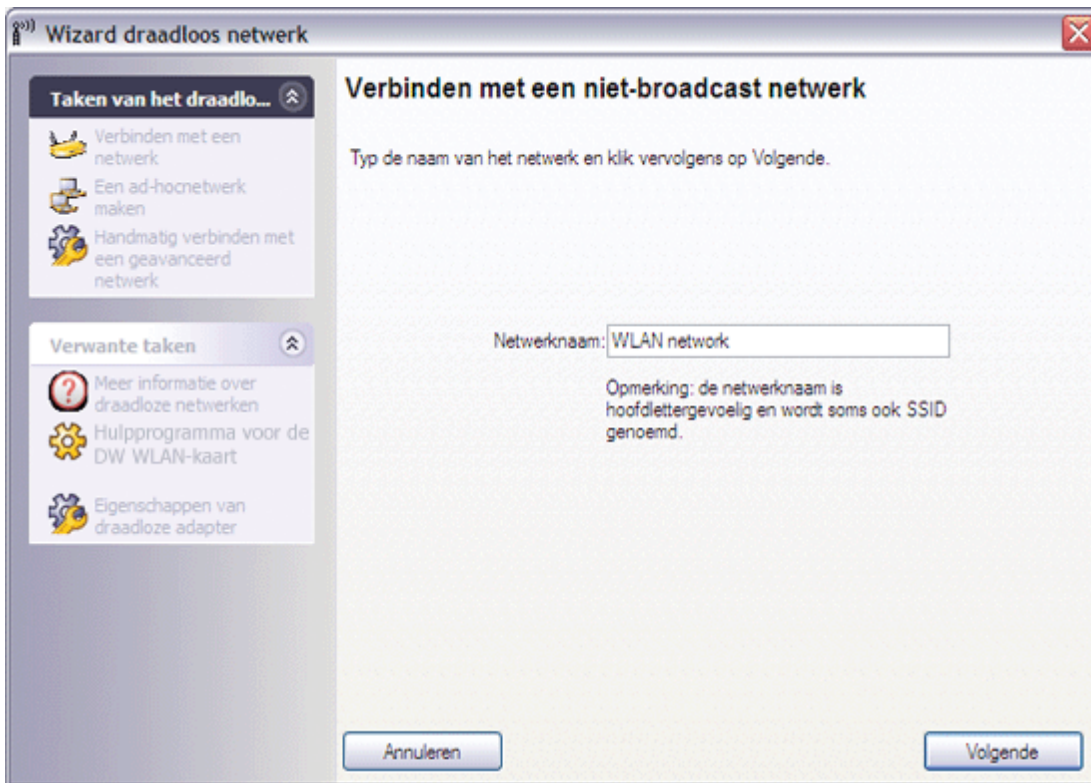 Wizard draadloos netwerk
Taken van het draadlo...
Verbinden met een
netwerk
Een ad-hocnetwerk
maken
Handmatig verbinden met
een geavanceerd
netwerk
Verwante taken
Meer informatie over
draadloze netwerken
Hulpprogramma voor de
DW WLAN-kaart
Eigenschappen van
draadloze adapter
Verbinden met een niet-broadcast netwerk
Typ de naam van het netwerk en klik vervolgens op Volgende.
Netwerknaam: WLAN network
Opmerking: de netwerknaam is
hoofdlettergevoelig en wordt soms ook SSID
genoemd.
Annuleren
Volgende